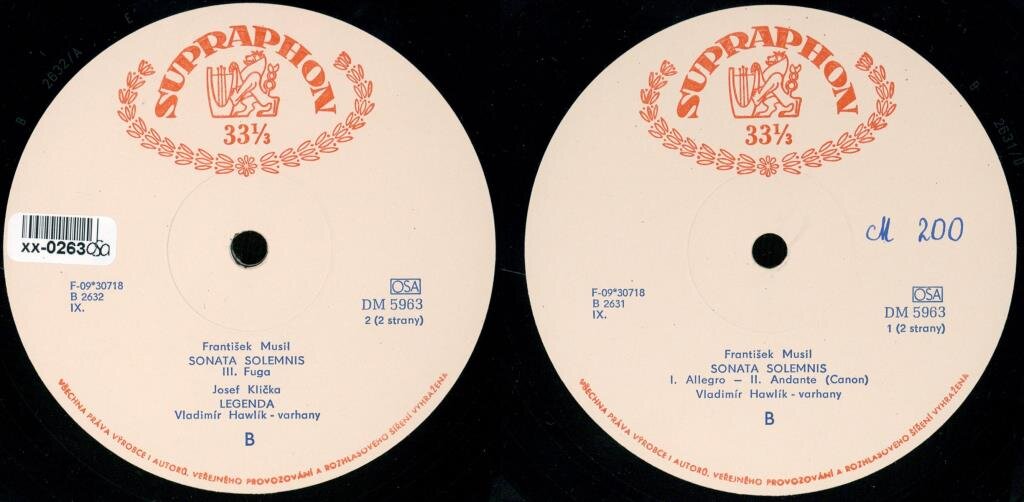 SUPRAPHON
33⅓
2632/A
XX-0263
F-09*30718
B 2632
IX.
OSA
DM 5963
2 (2 strany)
František Musil
SONATA SOLEMNIS
III. Fuga
Josef Klička
LEGENDA
Vladimír Hawlík - varhany
B
VŠECHNA PRÁVA VÝROBCE I AUTORŮ, VEŘEJNÉHO PROVOZOVÁNÍ A ROZHLASOVÉHO ŠÍŘENÍ VYHRAŽENA
SUPRAPHON
33⅓
M 200
F-09*30718
B 2631
IX.
OSA
DM 5963
1 (2 strany)
František Musil
SONATA SOLEMNIS
I. Allegro – II. Andante (Canon)
Vladimír Hawlík - varhany
B
VŠECHNA PRÁVA VÝROBCE I AUTORŮ, VEŘEJNÉHO PROVOZOVÁNÍ A ROZHLASOVÉHO ŠÍŘENÍ VYHRAŽENA